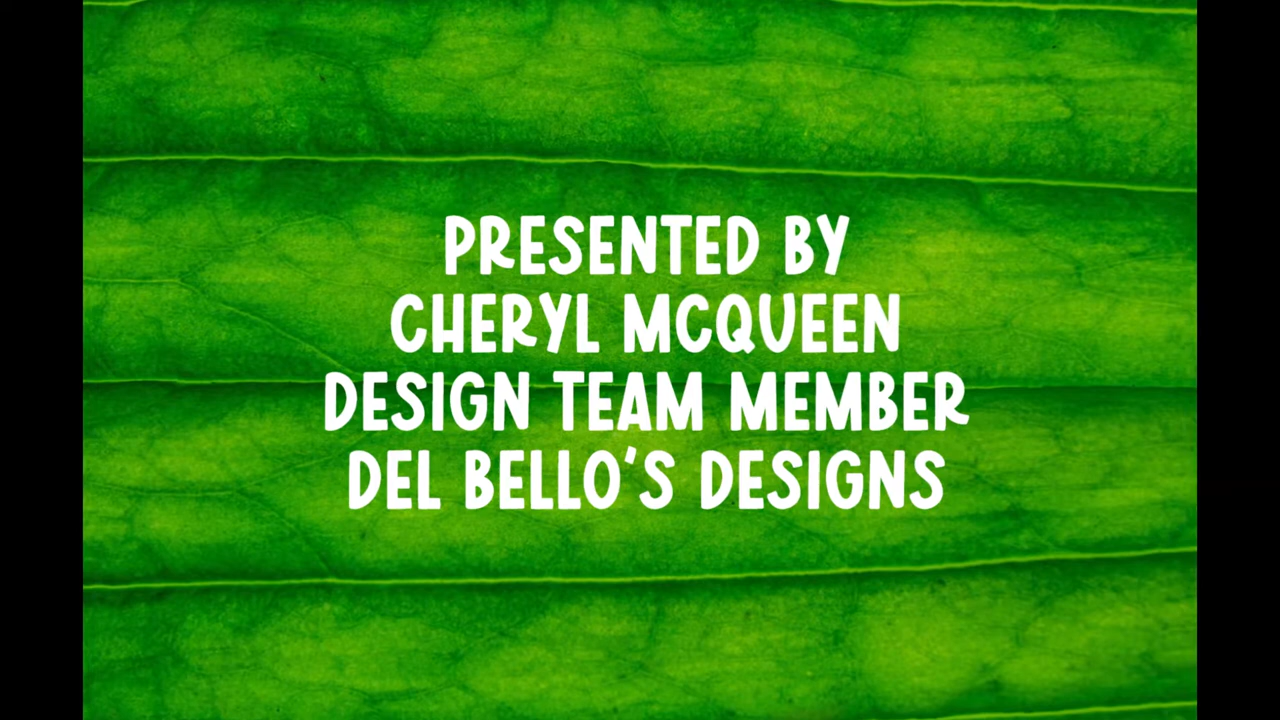 PRESENTED BY
CHERYL MCQUEEN
DESIGN TEAM MEMBER
DEL BELLO'S DESIGNS